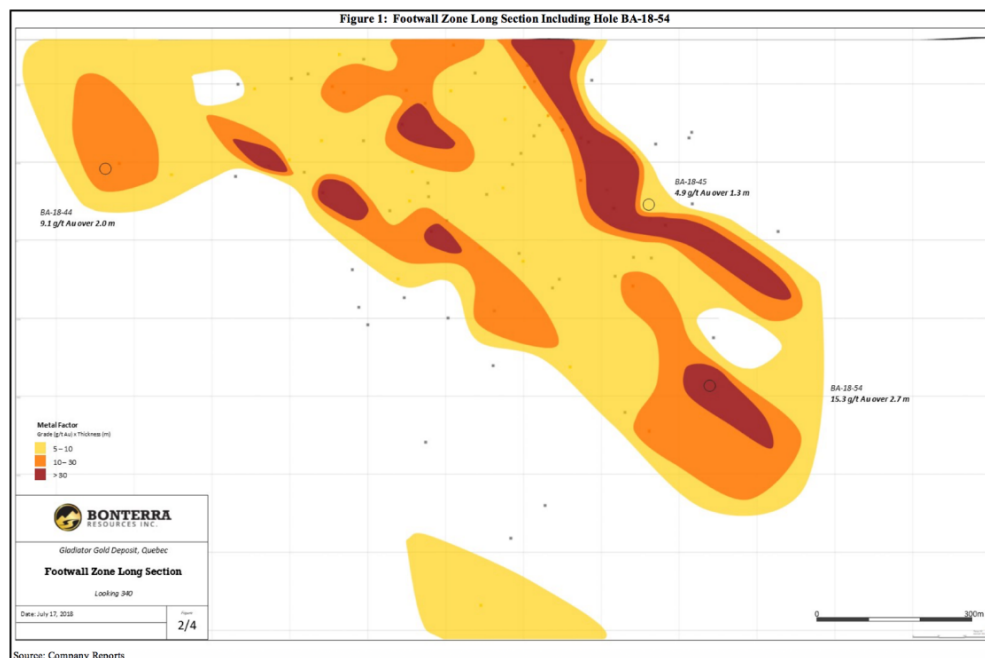 Figure 1: Footwall Zone Long Section Including Hole BA-18-54
BA-18-45
4.9 g/t Au over 1.3 m
BA-18-44
9.1 g/t Au over 2.0 m
BA-18-54
15.3 g/t Au over 2.7 m
Metal Factor
Grade (g/t Au) x Thickness (m)
5 – 10
10 – 30
> 30
BONTERRA
RESOURCES INC.
Gladiator Gold Deposit, Quebec
Footwall Zone Long Section
Looking 340
Date: July 17, 2018
Figure
2/4
0
300m
Source: Company Reports